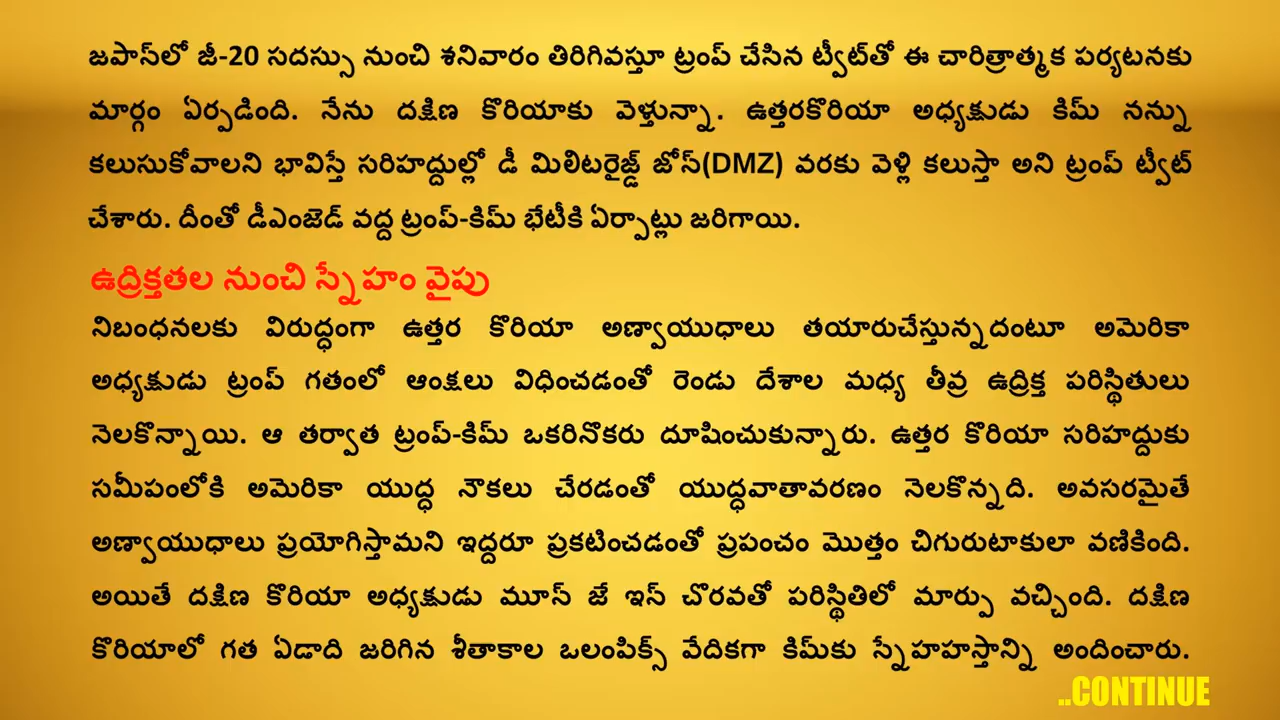 జపాన్‌లో జీ-20 సదస్సు నుంచి శనివారం తిరిగివస్తూ ట్రంప్ చేసిన ట్వీట్‌తో ఈ చారిత్రాత్మక పర్యటనకు
మార్గం ఏర్పడింది. నేను దక్షిణ కొరియాకు వెళ్తున్నా. ఉత్తరకొరియా అధ్యక్షుడు కిమ్ నన్ను
కలుసుకోవాలని భావిస్తే సరిహద్దుల్లో డీ మిలిటరైజ్డ్ జోన్(DMZ) వరకు వెళ్లి కలుస్తా అని ట్రంప్ ట్వీట్
చేశారు. దీంతో డీఎంజెడ్ వద్ద ట్రంప్-కిమ్ భేటీకి ఏర్పాట్లు జరిగాయి.
ఉద్రిక్తతల నుంచి స్నేహం వైపు
నిబంధనలకు విరుద్ధంగా ఉత్తర కొరియా అణ్వాయుధాలు తయారుచేస్తున్నదంటూ అమెరికా
అధ్యక్షుడు ట్రంప్ గతంలో ఆంక్షలు విధించడంతో రెండు దేశాల మధ్య తీవ్ర ఉద్రిక్త పరిస్థితులు
నెలకొన్నాయి. ఆ తర్వాత ట్రంప్-కిమ్ ఒకరినొకరు దూషించుకున్నారు. ఉత్తర కొరియా సరిహద్దుకు
సమీపంలోకి అమెరికా యుద్ధ నౌకలు చేరడంతో యుద్ధవాతావరణం నెలకొన్నది. అవసరమైతే
అణ్వాయుధాలు ప్రయోగిస్తామని ఇద్దరూ ప్రకటించడంతో ప్రపంచం మొత్తం చిగురుటాకులా వణికింది.
అయితే దక్షిణ కొరియా అధ్యక్షుడు మూన్ జే ఇన్ చొరవతో పరిస్థితిలో మార్పు వచ్చింది. దక్షిణ
కొరియాలో గత ఏడాది జరిగిన శీతాకాల ఒలంపిక్స్ వేదికగా కిమ్‌కు స్నేహహస్తాన్ని అందించారు.
..CONTINUE